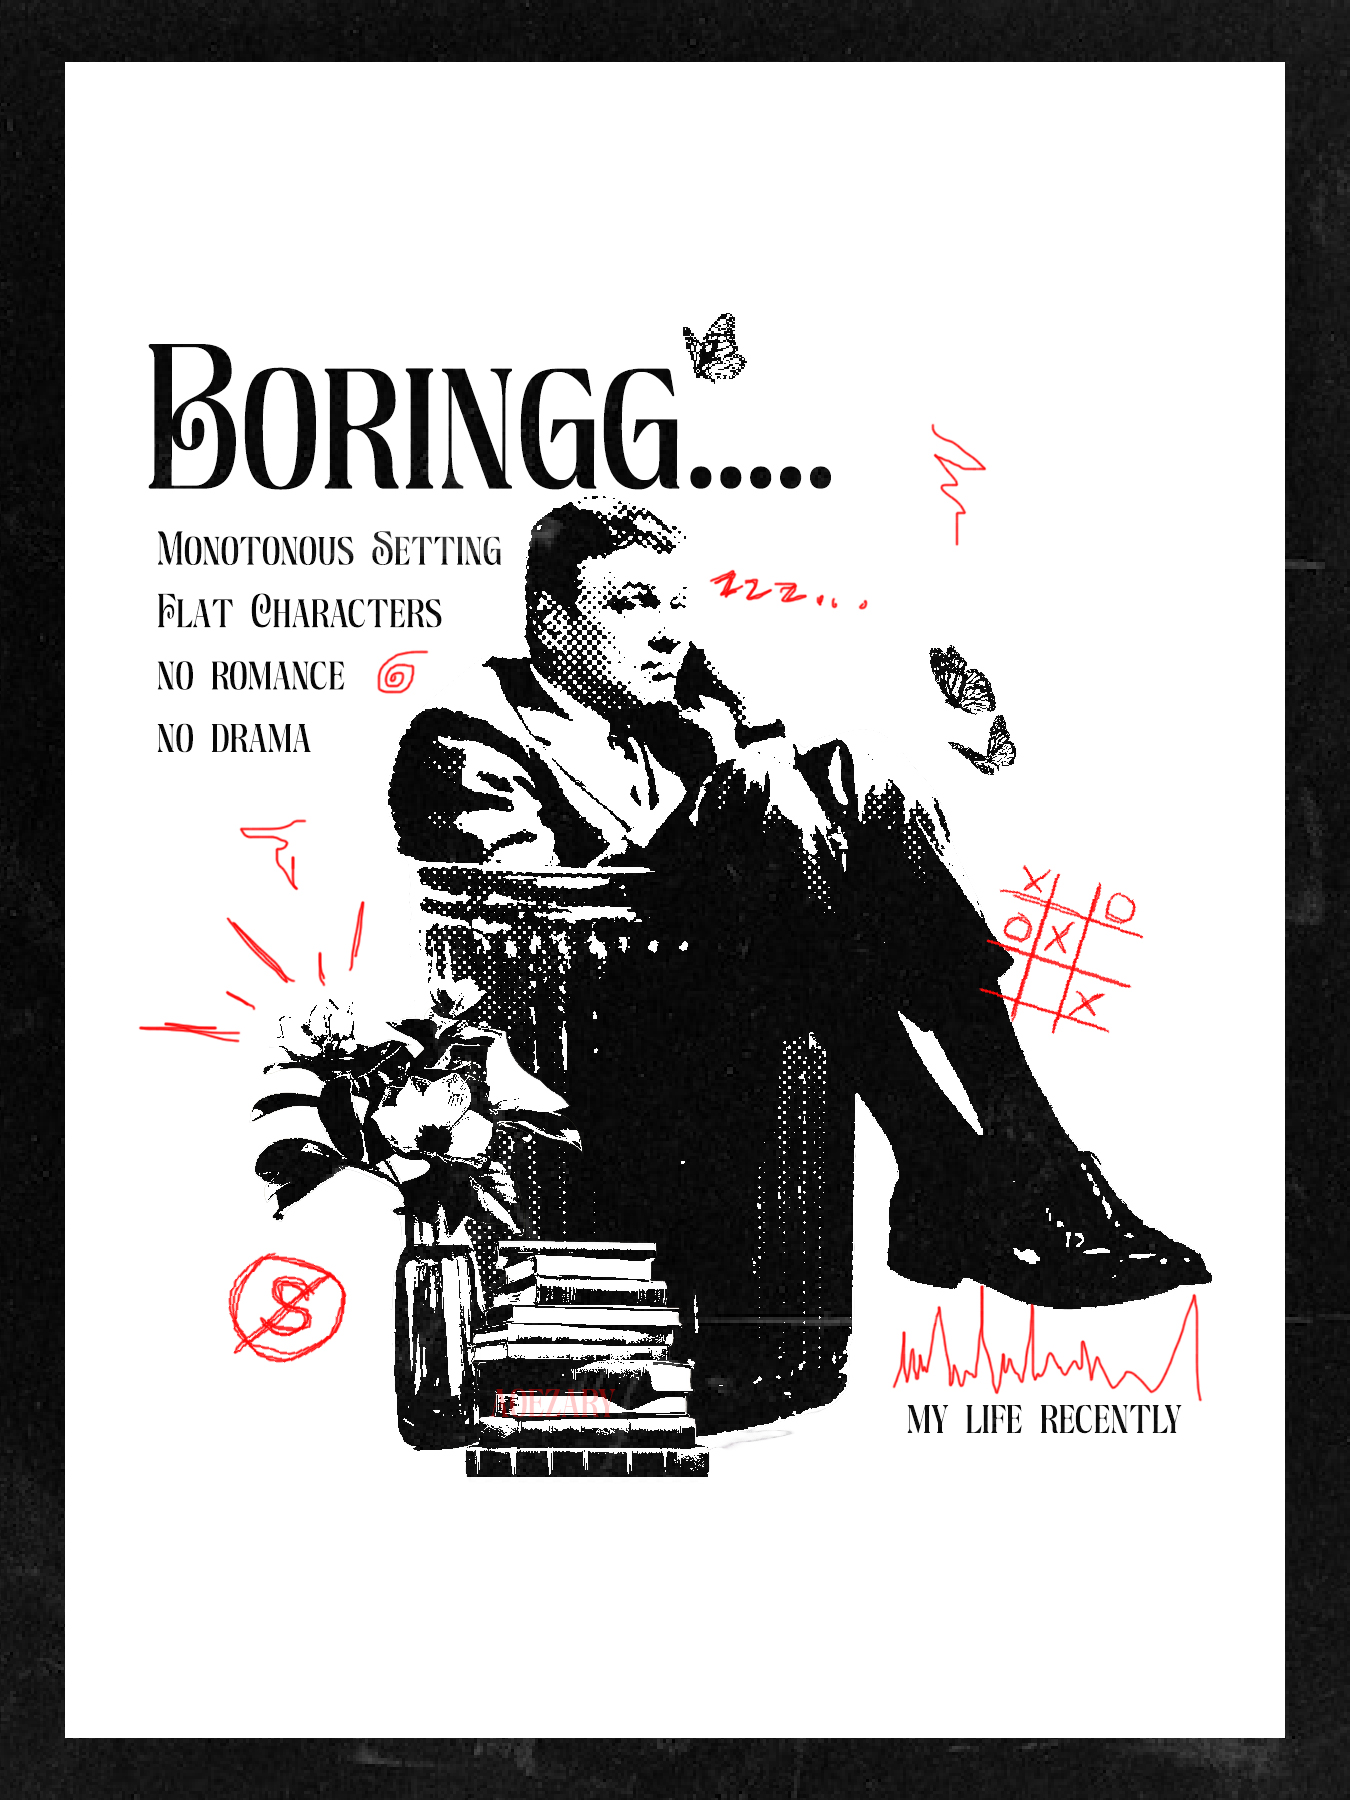 BORINGG.....
MONOTONOUS SETTING
FLAT CHARACTERS
NO ROMANCE
NO DRAMA
zzz...
X O
O X
X
S
MY LIFE RECENTLY